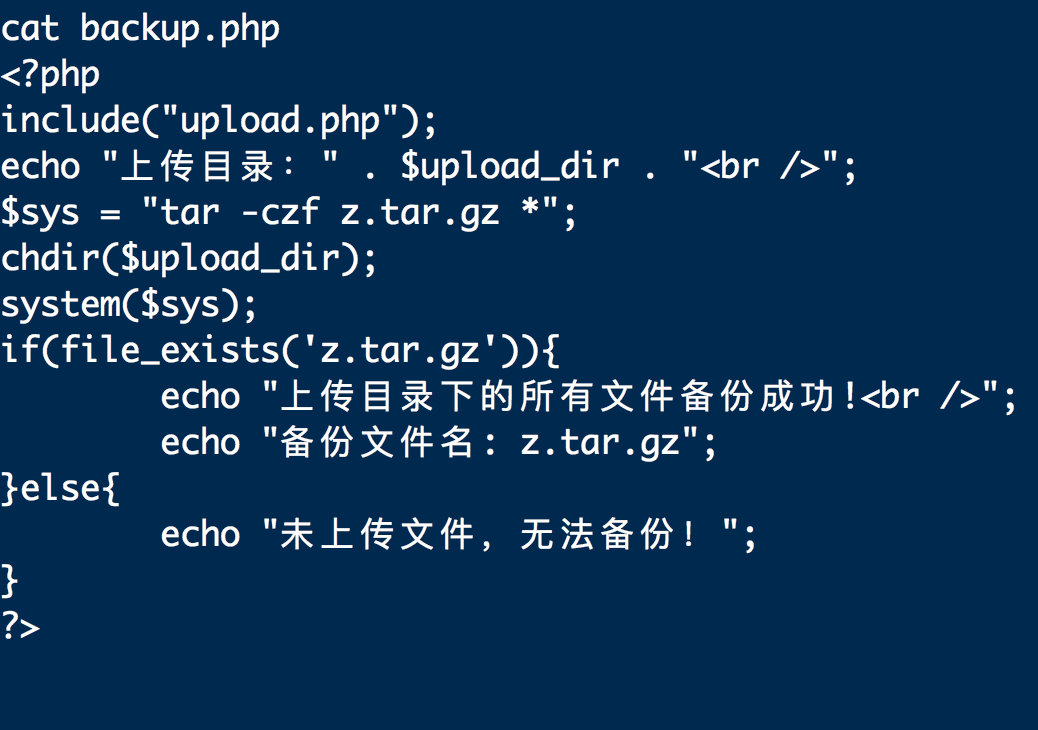 cat backup.php
<?php
include("upload.php");
echo "上传目录：" . $upload_dir . "<br />";
$sys = "tar -czf z.tar.gz *";
chdir($upload_dir);
system($sys);
if(file_exists('z.tar.gz')){
        echo "上传目录下的所有文件备份成功!<br />";
        echo "备份文件名：z.tar.gz";
}else{
        echo "未上传文件，无法备份！";
}
?>